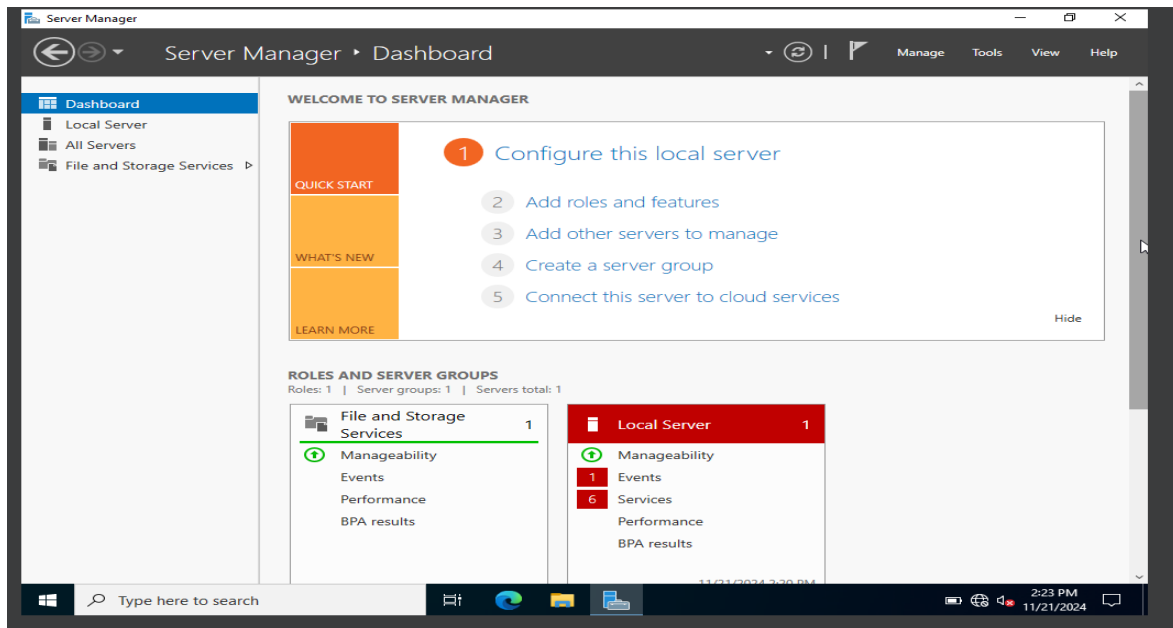 Server Manager
Server Manager ‣ Dashboard
Manage Tools View Help
Dashboard
Local Server
All Servers
File and Storage Services
WELCOME TO SERVER MANAGER
QUICK START
WHAT'S NEW
LEARN MORE
1 Configure this local server
2 Add roles and features
3 Add other servers to manage
4 Create a server group
5 Connect this server to cloud services
Hide
ROLES AND SERVER GROUPS
Roles: 1 | Server groups: 1 | Servers total: 1
File and Storage
Services 1
Manageability
Events
Performance
BPA results
Local Server 1
Manageability
1 Events
6 Services
Performance
BPA results
Type here to search
2:23 PM
11/21/2024